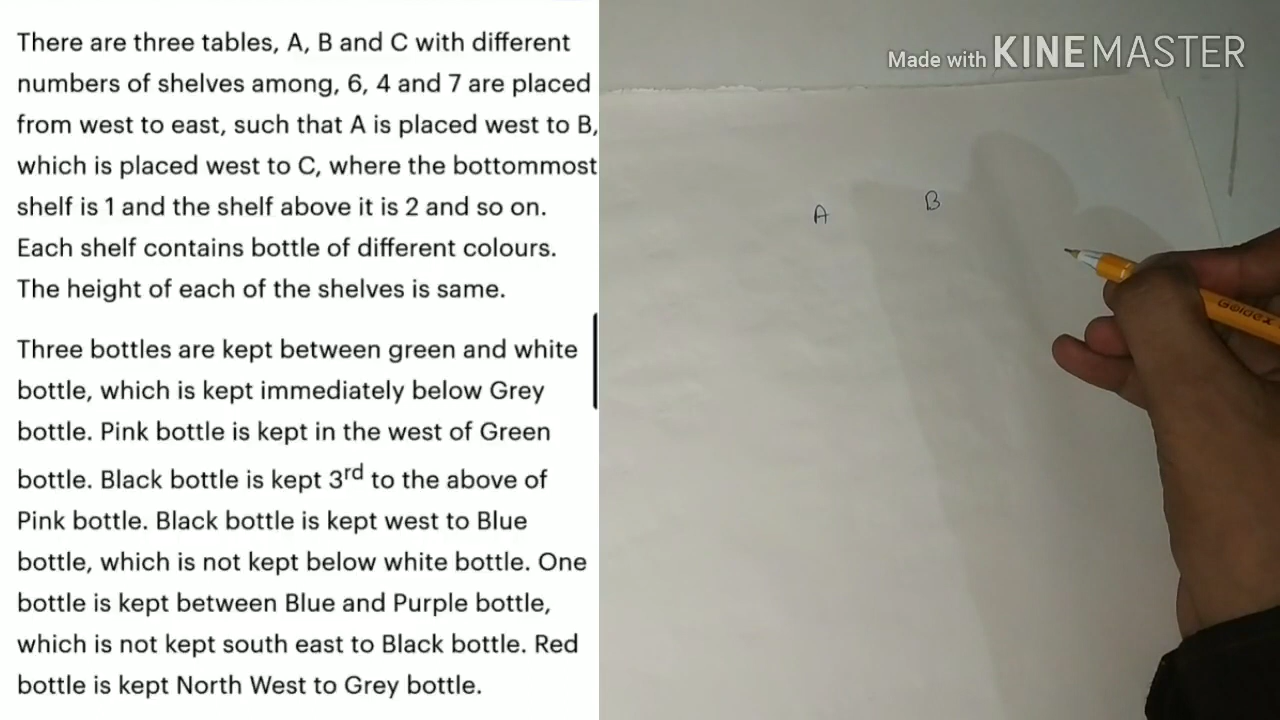 There are three tables, A, B and C with different
numbers of shelves among, 6, 4 and 7 are placed
from west to east, such that A is placed west to B,
which is placed west to C, where the bottommost
shelf is 1 and the shelf above it is 2 and so on.
Each shelf contains bottle of different colours.
The height of each of the shelves is same.
Three bottles are kept between green and white
bottle, which is kept immediately below Grey
bottle. Pink bottle is kept in the west of Green
bottle. Black bottle is kept 3rd to the above of
Pink bottle. Black bottle is kept west to Blue
bottle, which is not kept below white bottle. One
bottle is kept between Blue and Purple bottle,
which is not kept south east to Black bottle. Red
bottle is kept North West to Grey bottle.
Made with KINEMASTER
A B
Goldex